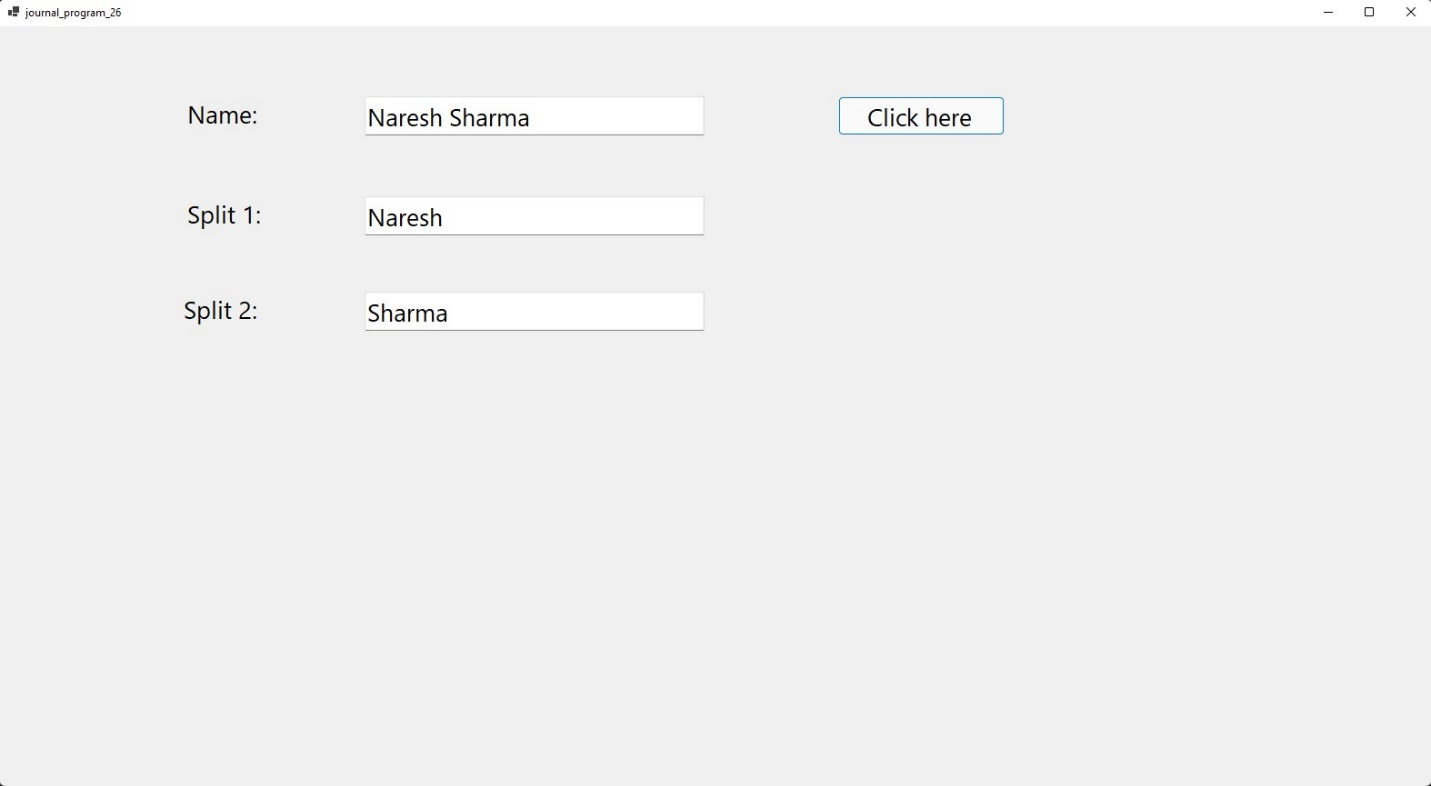 journal_program_26
Name: Naresh Sharma Click here
Split 1: Naresh
Split 2: Sharma